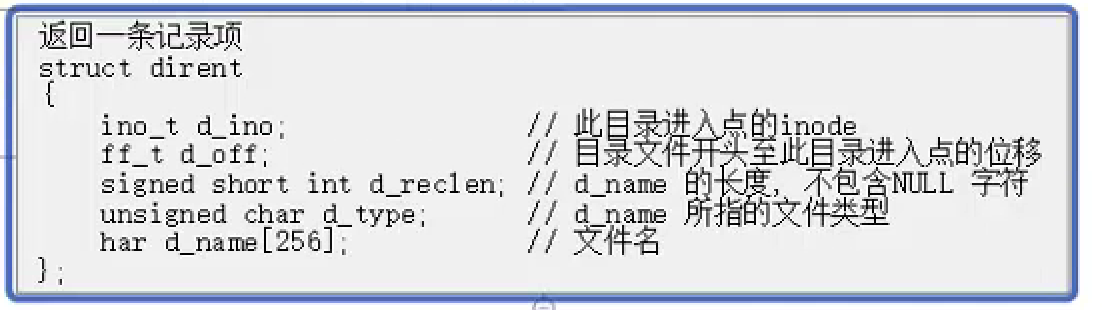 返回一条记录项
struct dirent
{
ino_t d_ino; // 此目录进入点的inode
ff_t d_off; // 目录文件开头至此目录进入点的位移
signed short int d_reclen; // d_name 的长度, 不包含NULL 字符
unsigned char d_type; // d_name 所指的文件类型
har d_name[256]; // 文件名
};